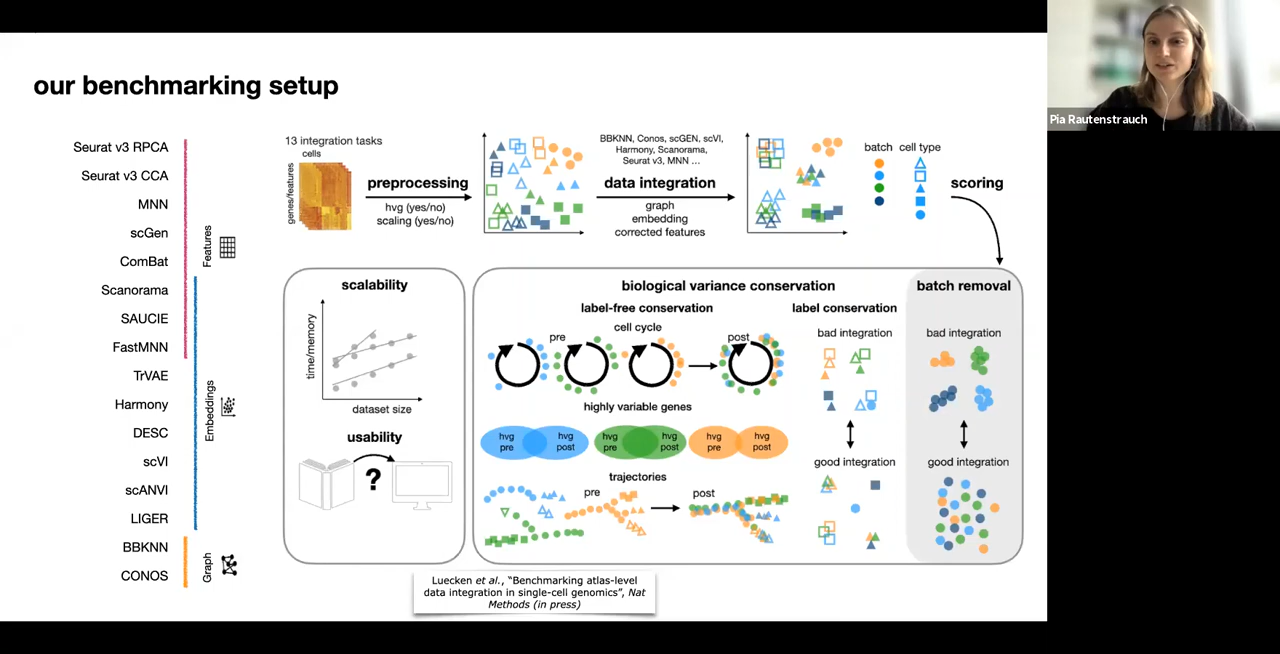 our benchmarking setup
Seurat v3 RPCA
Seurat v3 CCA
MNN
scGen
ComBat
Scanorama
SAUCIE
FastMNN
TrVAE
Harmony
DESC
scVI
scANVI
LIGER
BBKNN
CONOS
Features
Embeddings
Graph
13 integration tasks
cells
genes/features
preprocessing
hvg (yes/no)
scaling (yes/no)
BBKNN, Conos, scGEN, scVI,
Harmony, Scanorama,
Seurat v3, MNN ...
data integration
graph
embedding
corrected features
batch cell type
scoring
scalability
time/memory
dataset size
usability
?
biological variance conservation
label-free conservation
cell cycle
pre
post
highly variable genes
hvg
pre
hvg
post
hvg
pre
hvg
post
hvg
pre
hvg
post
trajectories
pre
post
label conservation
bad integration
good integration
batch removal
bad integration
good integration
Luecken et al., “Benchmarking atlas-level
data integration in single-cell genomics”, Nat
Methods (in press)
Pia Rautenstrauch